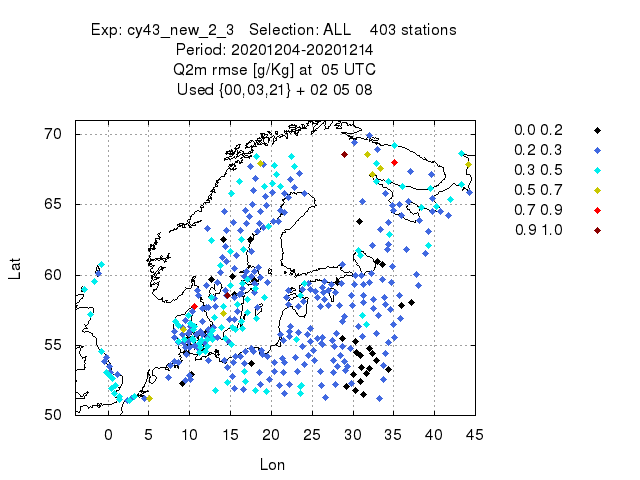 Exp: cy43_new_2_3 Selection: ALL 403 stations
Period: 20201204-20201214
Q2m rmse [g/Kg] at 05 UTC
Used {00,03,21} + 02 05 08
70
65
60
55
50
Lat
0 5 10 15 20 25 30 35 40 45
Lon
0.0 0.2
0.2 0.3
0.3 0.5
0.5 0.7
0.7 0.9
0.9 1.0